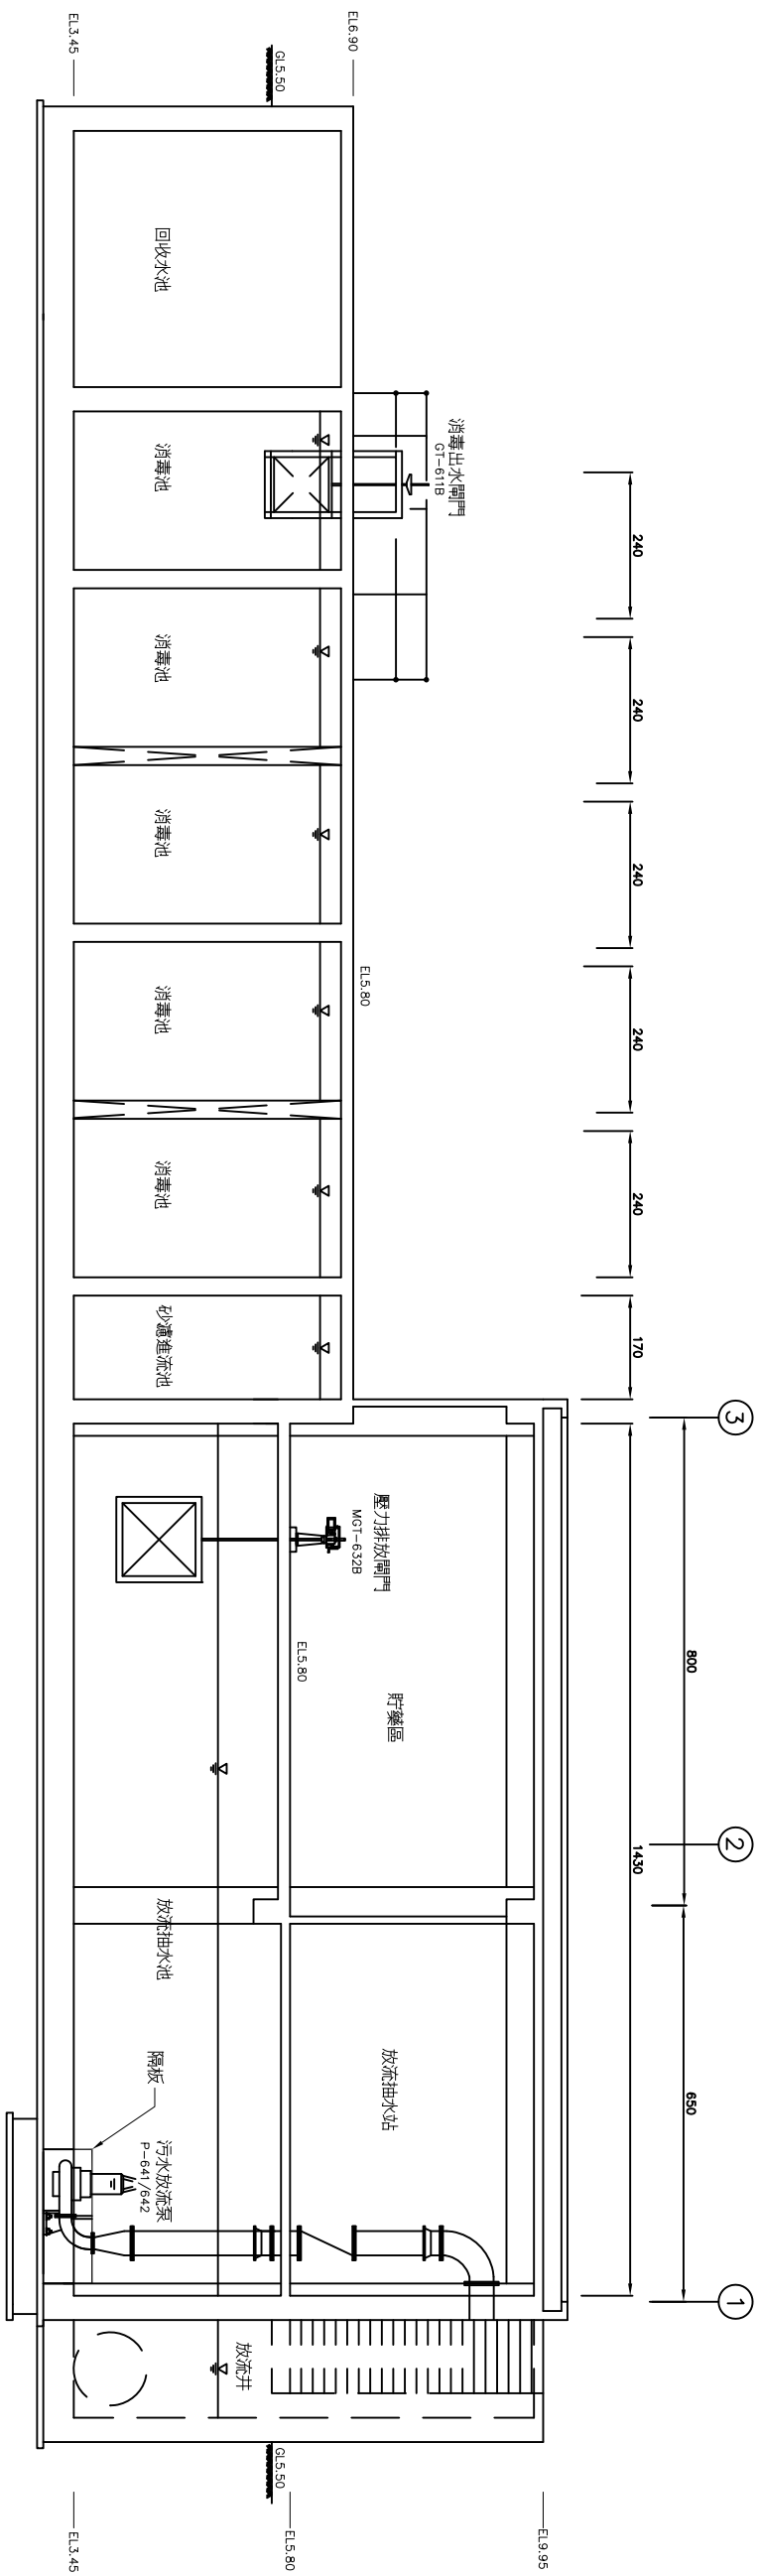 EL6.90
GL5.50
EL3.45
回收水池
消毒出水閘門
GT-611B
消毒池
消毒池
消毒池
消毒池
消毒池
砂濾進流池
240
240
240
240
240
170
EL5.80
3
2
1
800
650
1430
壓力排放閘門
MGT-632B
貯藥區
EL5.80
放流抽水池
放流抽水站
隔板
污水放流泵
P-641/642
放流井
EL9.95
EL5.80
GL5.50
EL3.45